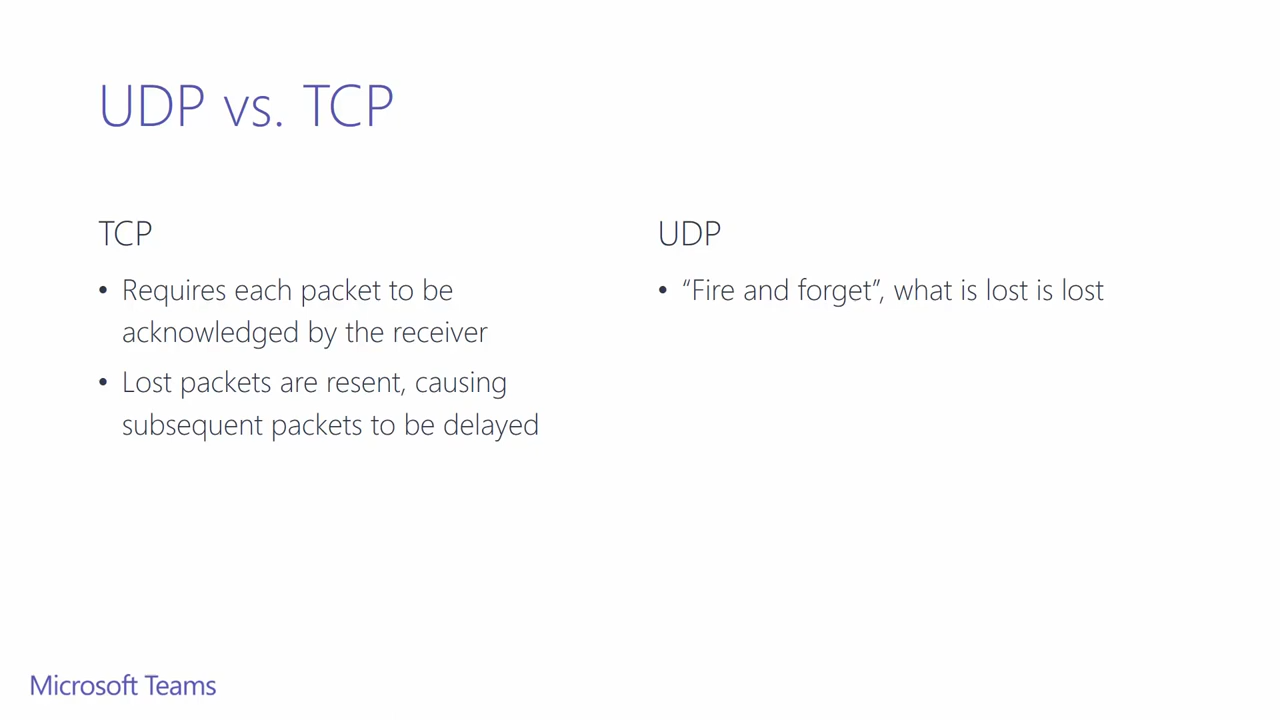 UDP vs. TCP
TCP
• Requires each packet to be
acknowledged by the receiver
• Lost packets are resent, causing
subsequent packets to be delayed
UDP
• “Fire and forget”, what is lost is lost
Microsoft Teams